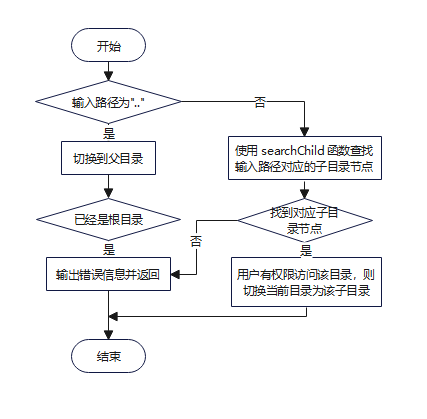 开始
输入路径为".."
否
是
切换到父目录
使用 searchChild 函数查找
输入路径对应的子目录节点
已经是根目录
找到对应子目
录节点
否
是
是
输出错误信息并返回
用户有权限访问该目录，则
切换当前目录为该子目录
结束